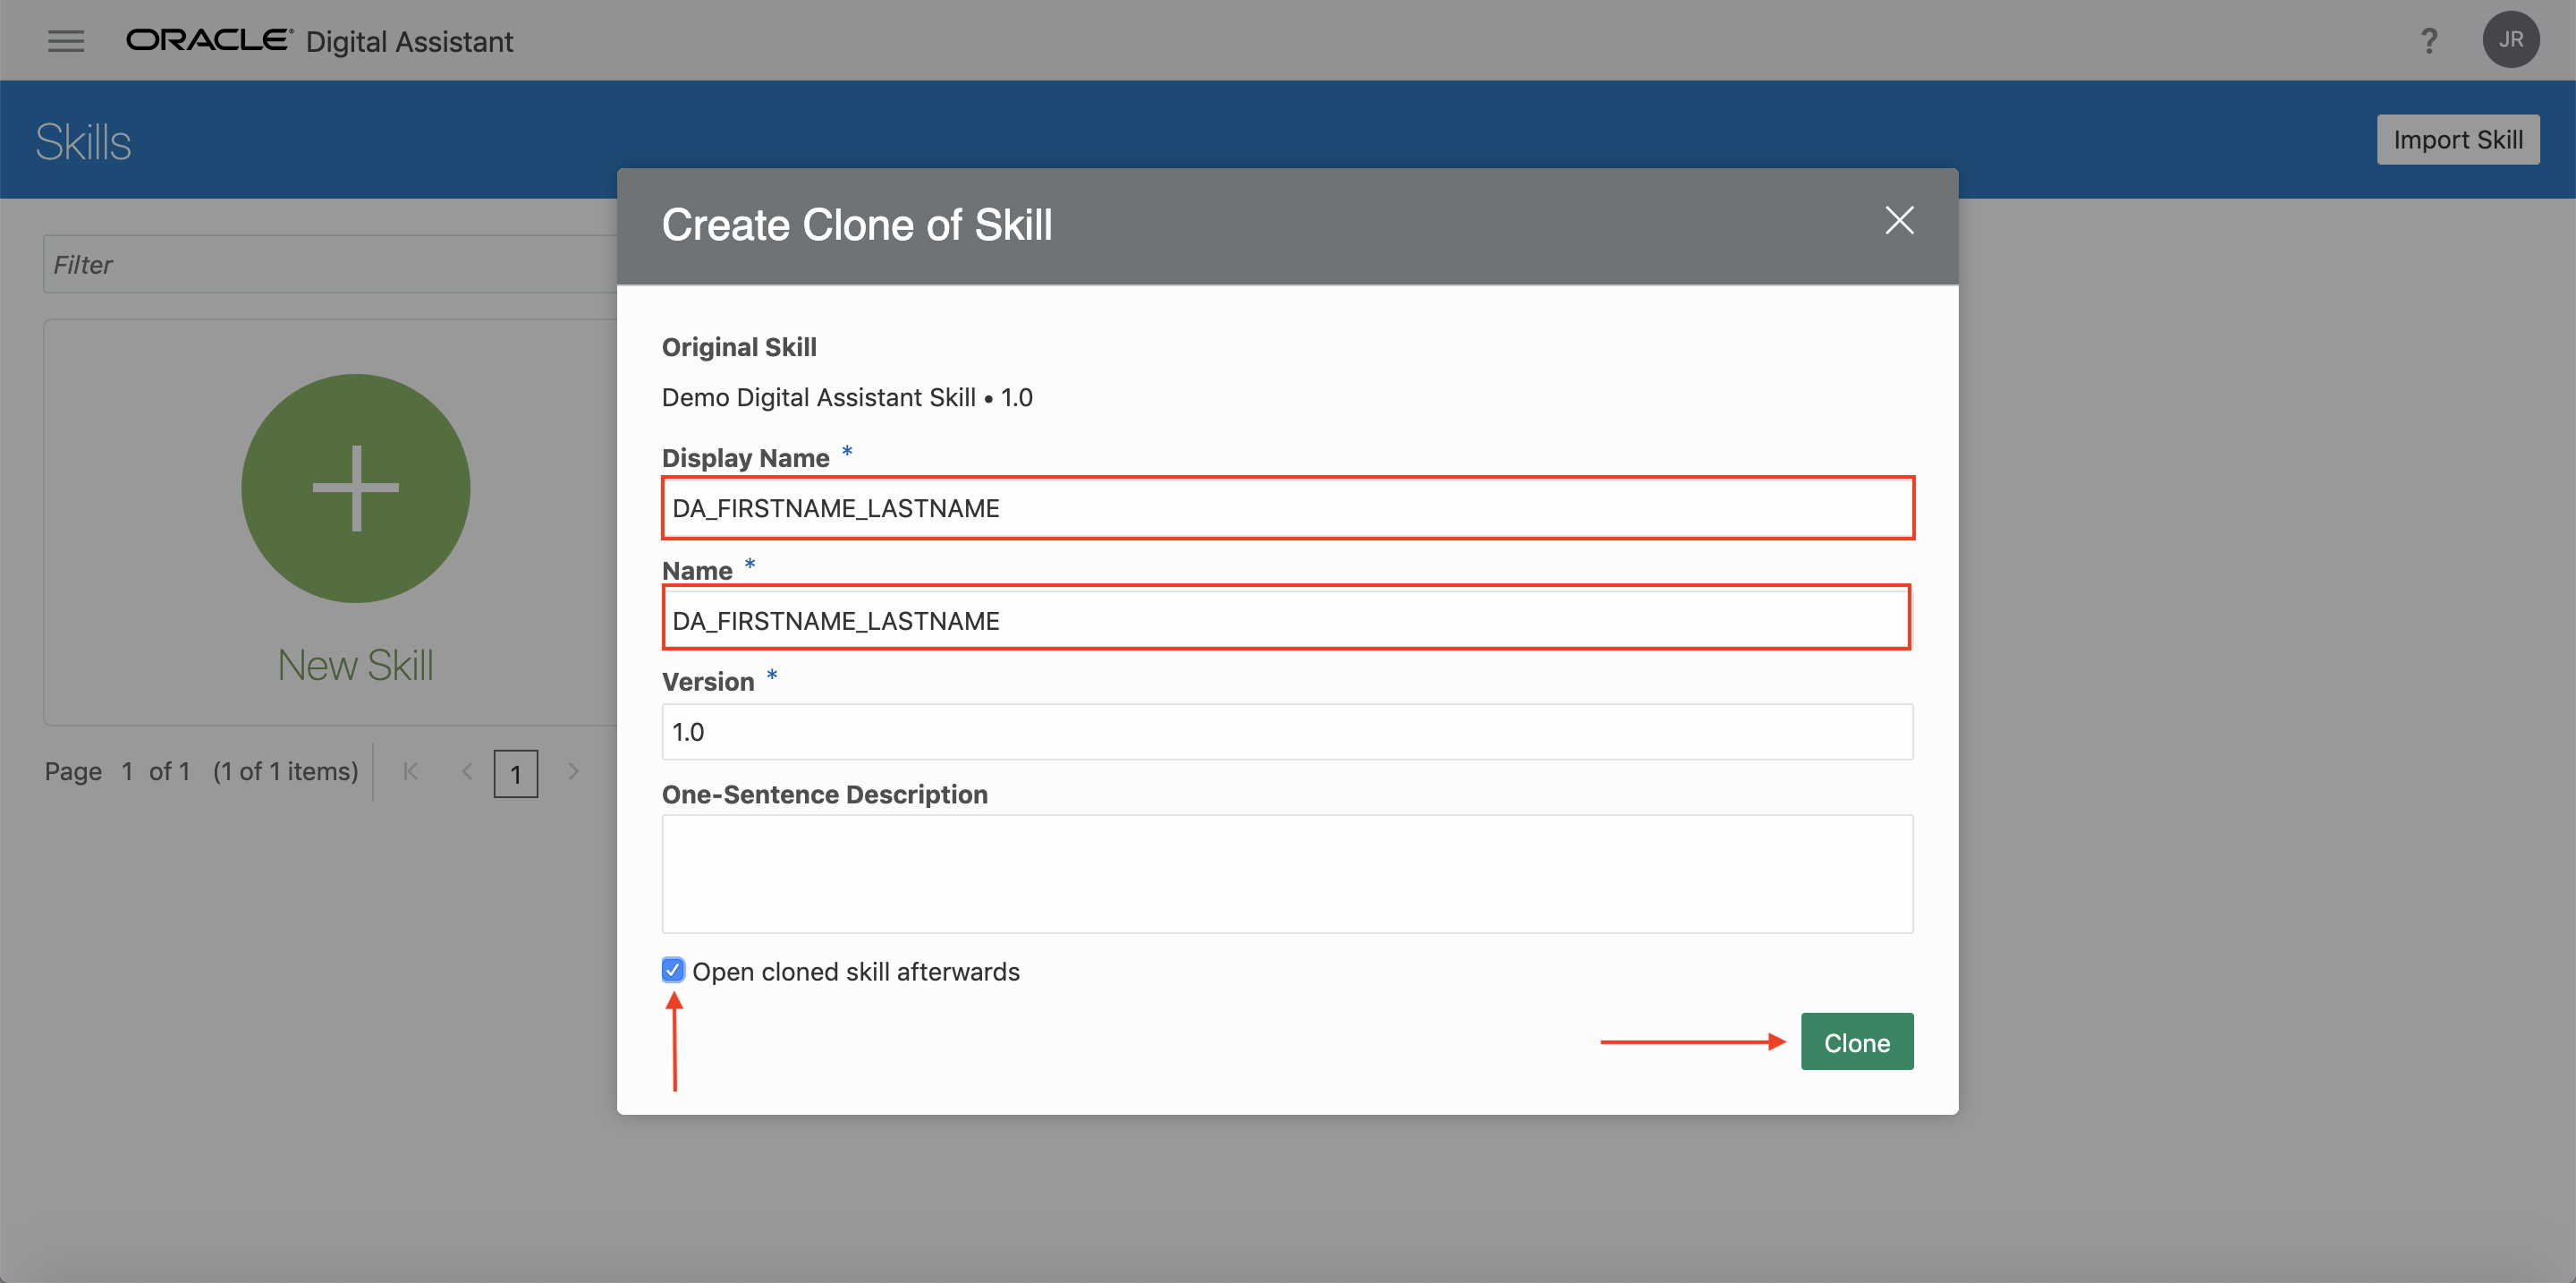 ORACLE® Digital Assistant
?
JR
Skills
Import Skill
Filter
New Skill
Page 1 of 1 (1 of 1 items)
1
Create Clone of Skill
Original Skill
Demo Digital Assistant Skill • 1.0
Display Name *
DA_FIRSTNAME_LASTNAME
Name *
DA_FIRSTNAME_LASTNAME
Version *
1.0
One-Sentence Description
Open cloned skill afterwards
Clone